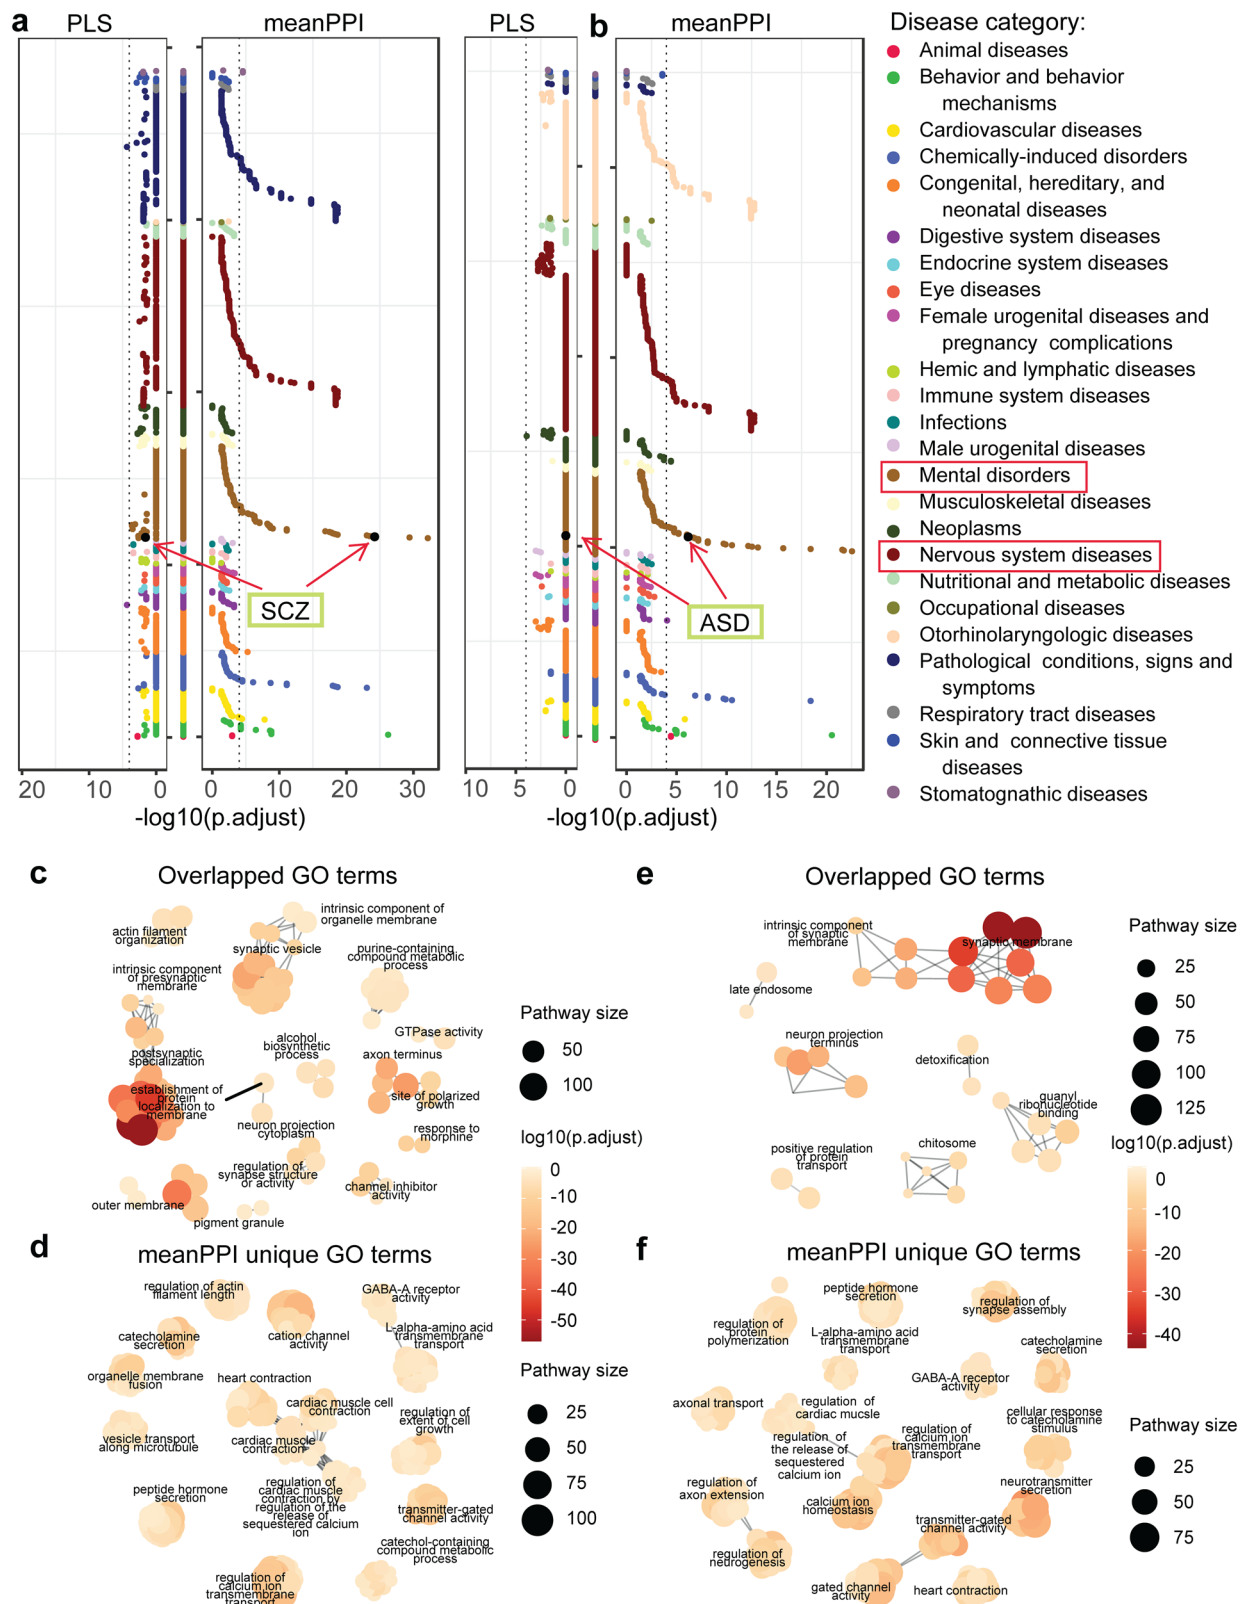 a
PLS
meanPPI
PLS
b
meanPPI
20
10
0
0
10
20
30
-log10(p.adjust)
SCZ
10
5
0
0
5
10
15
20
-log10(p.adjust)
ASD
Disease category:
Animal diseases
Behavior and behavior
mechanisms
Cardiovascular diseases
Chemically-induced disorders
Congenital, hereditary, and
neonatal diseases
Digestive system diseases
Endocrine system diseases
Eye diseases
Female urogenital diseases and
pregnancy complications
Hemic and lymphatic diseases
Immune system diseases
Infections
Male urogenital diseases
Mental disorders
Musculoskeletal diseases
Neoplasms
Nervous system diseases
Nutritional and metabolic diseases
Occupational diseases
Otorhinolaryngologic diseases
Pathological conditions, signs and
symptoms
Respiratory tract diseases
Skin and connective tissue
diseases
Stomatognathic diseases
c
Overlapped GO terms
actin filament
organization
intrinsic component of
organelle membrane
synaptic vesicle
purine-containing
compound metabolic
process
intrinsic component
of presynaptic
membrane
GTPase activity
alcohol
biosynthetic
process
axon terminus
postsynaptic
specialization
establishment of
protein
localization to
membrane
site of polarized
growth
neuron projection
cytoplasm
response to
morphine
regulation of
synapse structure
or activity
channel inhibitor
activity
outer membrane
pigment granule
Pathway size
50
100
log10(p.adjust)
0
-10
-20
-30
-40
-50
d
meanPPI unique GO terms
regulation of actin
filament length
GABA-A receptor
activity
catecholamine
secretion
cation channel
activity
L-alpha-amino acid
transmembrane
transport
organelle membrane
fusion
heart contraction
cardiac muscle cell
contraction
regulation of
extent of cell
growth
vesicle transport
along microtubule
cardiac muscle
contraction
peptide hormone
secretion
regulation of
cardiac muscle
contraction by
regulation of the
release of
sequestered calcium
ion
transmitter-gated
channel activity
catechol-containing
compound metabolic
process
regulation of
calcium ion
transmembrane
transport
Pathway size
25
50
75
100
e
Overlapped GO terms
intrinsic component
of synaptic
membrane
synaptic membrane
late endosome
neuron projection
terminus
detoxification
guanyl
ribonucleotide
binding
positive regulation
of protein
transport
chitosome
Pathway size
25
50
75
100
125
log10(p.adjust)
0
-10
-20
-30
-40
f
meanPPI unique GO terms
peptide hormone
secretion
regulation of
synapse assembly
regulation of
protein
polymerization
L-alpha-amino acid
transmembrane
transport
catecholamine
secretion
GABA-A receptor
activity
axonal transport
regulation of
cardiac mucsle
cellular response
to catecholamine
stimulus
regulation of
the release of
sequestered
calcium ion
regulation of
calcium ion
transmembrane
transport
regulation of
axon extension
calcium ion
homeostasis
neurotransmitter
secretion
transmitter-gated
channel activity
regulation of
neurogenesis
gated channel
activity
heart contraction
Pathway size
25
50
75